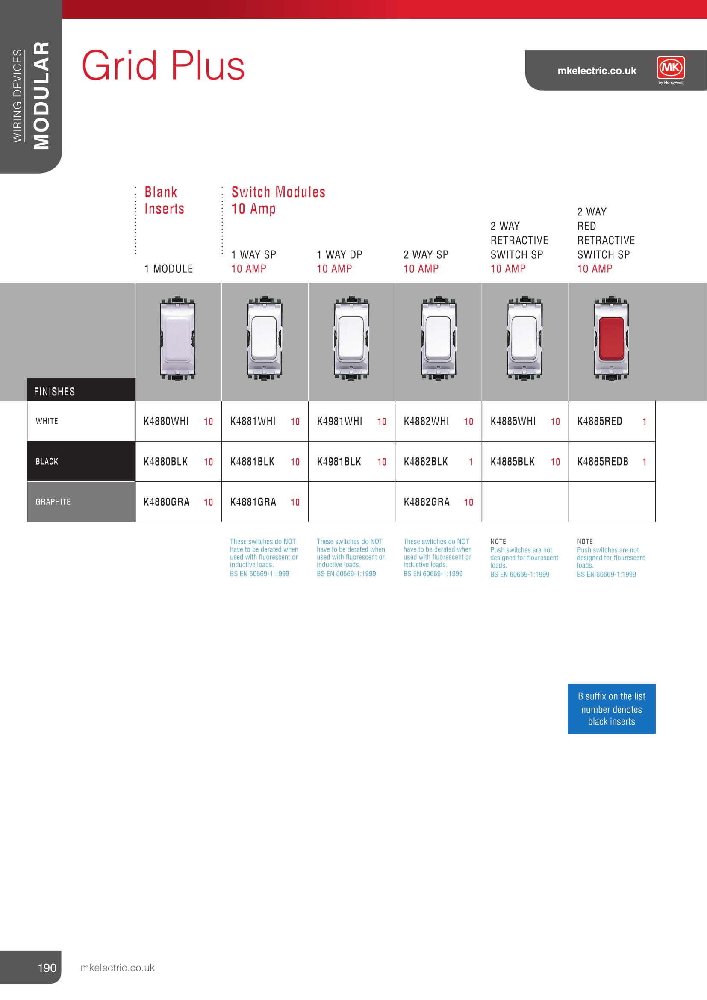 WIRING DEVICES
MODULAR
Grid Plus
mkelectric.co.uk
MK
by Honeywell
Blank
Inserts
1 MODULE
Switch Modules
10 Amp
1 WAY SP
10 AMP
1 WAY DP
10 AMP
2 WAY SP
10 AMP
2 WAY
RETRACTIVE
SWITCH SP
10 AMP
2 WAY
RED
RETRACTIVE
SWITCH SP
10 AMP
FINISHES
WHITE K4880WHI 10 K4881WHI 10 K4981WHI 10 K4882WHI 10 K4885WHI 10 K4885RED 1
BLACK K4880BLK 10 K4881BLK 10 K4981BLK 10 K4882BLK 1 K4885BLK 10 K4885REDB 1
GRAPHITE K4880GRA 10 K4881GRA 10 K4882GRA 10
These switches do NOT
have to be derated when
used with fluorescent or
inductive loads.
BS EN 60669-1:1999
These switches do NOT
have to be derated when
used with fluorescent or
inductive loads.
BS EN 60669-1:1999
These switches do NOT
have to be derated when
used with fluorescent or
inductive loads.
BS EN 60669-1:1999
NOTE
Push switches are not
designed for flourescent
loads.
BS EN 60669-1:1999
NOTE
Push switches are not
designed for flourescent
loads.
BS EN 60669-1:1999
B suffix on the list
number denotes
black inserts
190
mkelectric.co.uk